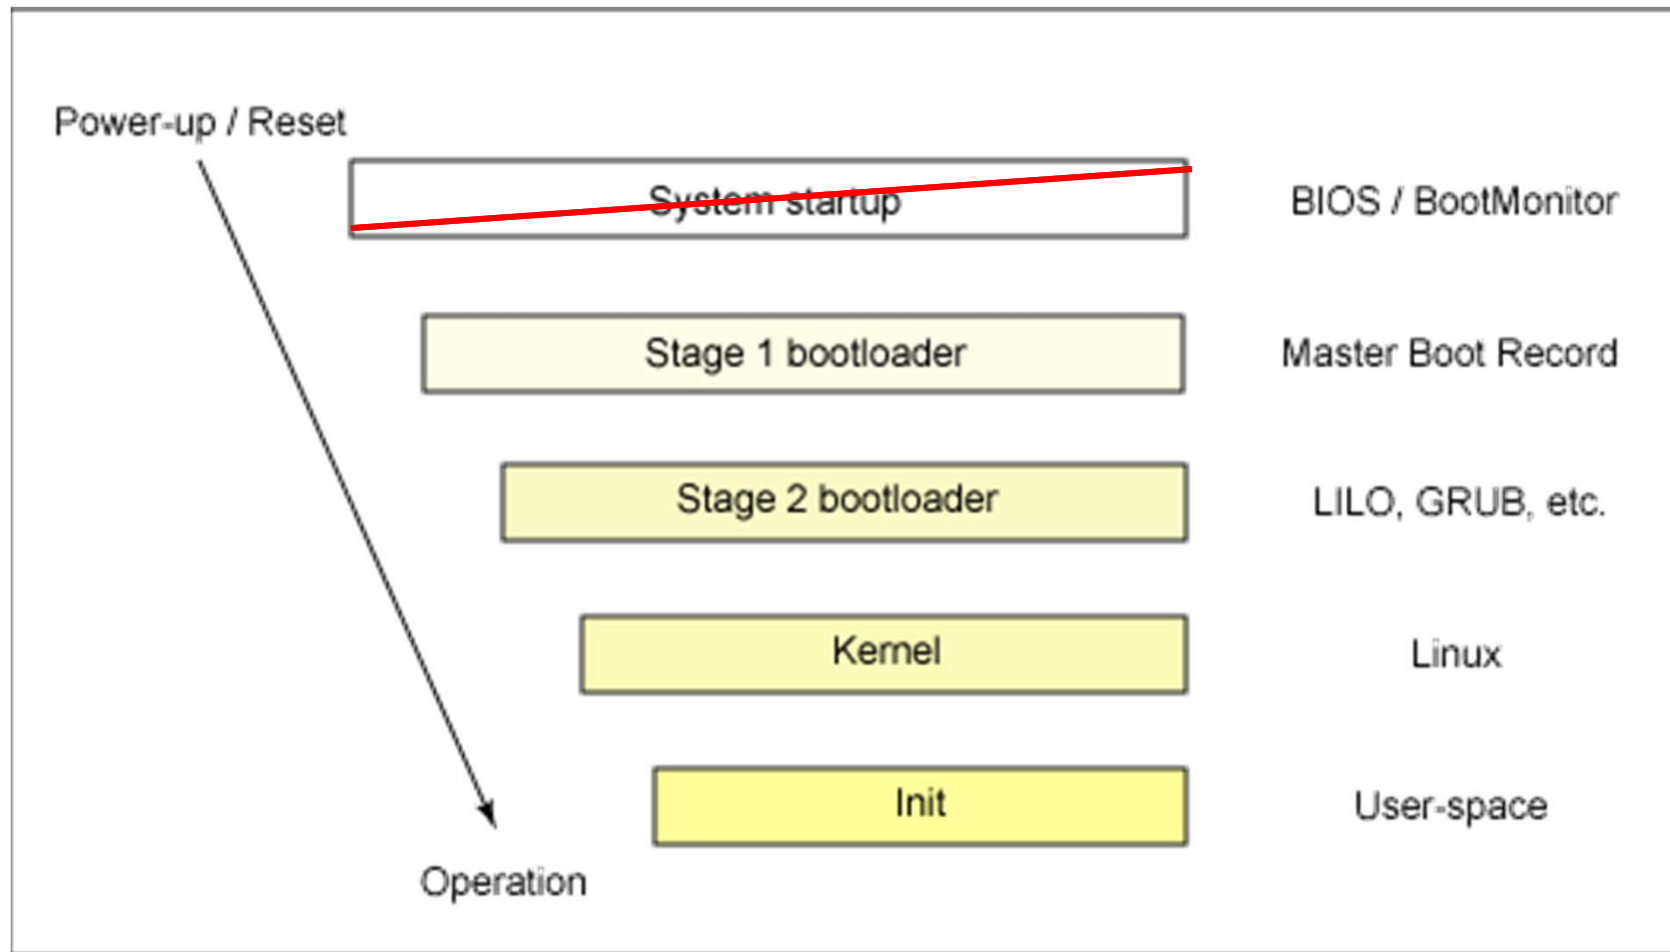 Power-up / Reset
System startup
BIOS / BootMonitor
Stage 1 bootloader
Master Boot Record
Stage 2 bootloader
LILO, GRUB, etc.
Kernel
Linux
Init
User-space
Operation